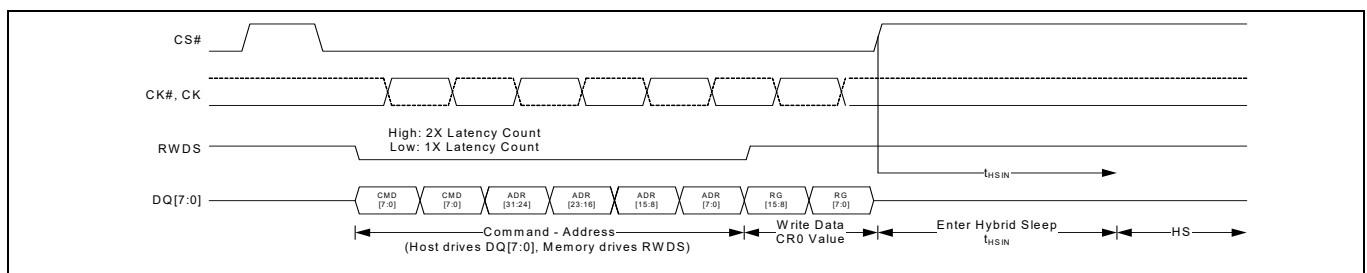 CS#
CK#, CK
High: 2X Latency Count
Low: 1X Latency Count
RWDS
tHSIN
DQ[7:0]
CMD [7:0] CMD [7:0] ADR [31:24] ADR [23:16] ADR [15:8] ADR [7:0] RG [15:8] RG [7:0]
Command - Address
(Host drives DQ[7:0], Memory drives RWDS)
Write Data
CR0 Value
Enter Hybrid Sleep
tHSIN
HS